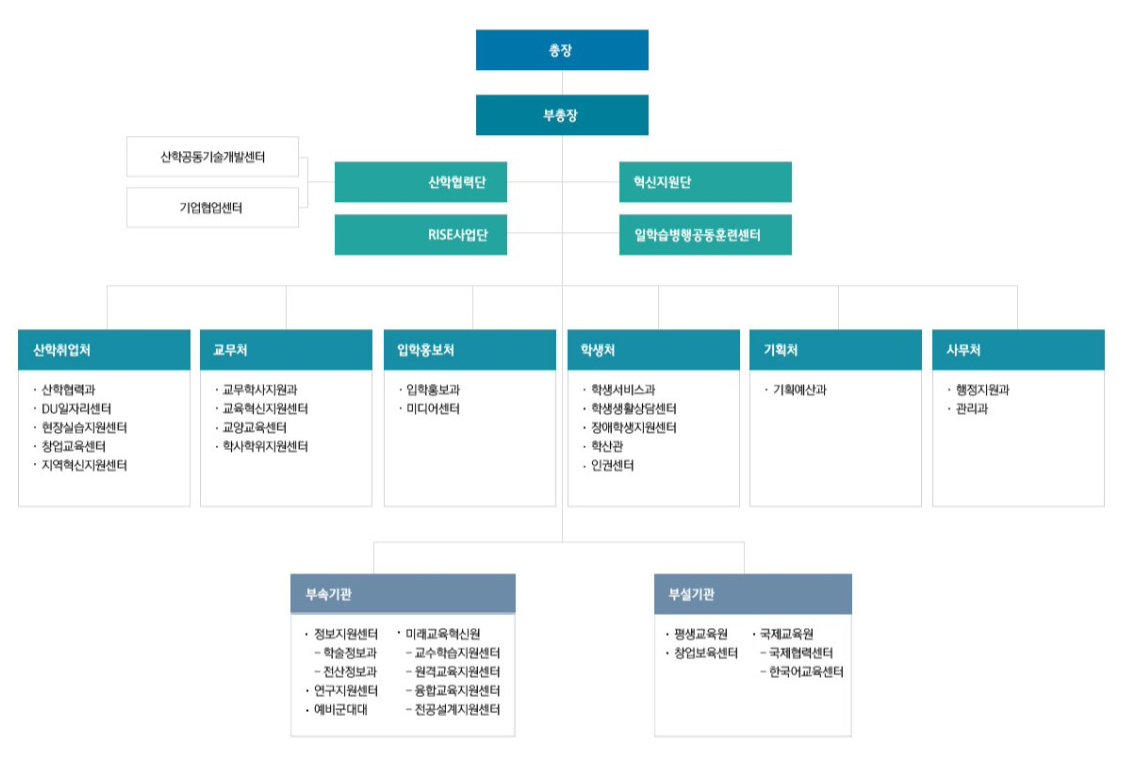 총장
부총장
산학공동기술개발센터
기업협업센터
산학협력단
혁신지원단
RISE사업단
일학습병행공동훈련센터
산학취업처
· 산학협력과
· DU일자리센터
· 현장실습지원센터
· 창업교육센터
· 지역혁신지원센터
교무처
· 교무학사지원과
· 교육혁신지원센터
· 교양교육센터
· 학사학위지원센터
입학홍보처
· 입학홍보과
· 미디어센터
학생처
· 학생서비스과
· 학생생활상담센터
· 장애학생지원센터
· 학산관
· 인권센터
기획처
· 기획예산과
사무처
· 행정지원과
· 관리과
부속기관
· 정보지원센터
– 학술정보과
– 전산정보과
· 연구지원센터
· 예비군대대
· 미래교육혁신원
– 교수학습지원센터
– 원격교육지원센터
– 융합교육지원센터
– 전공설계지원센터
부설기관
· 평생교육원
· 창업보육센터
· 국제교육원
– 국제협력센터
– 한국어교육센터